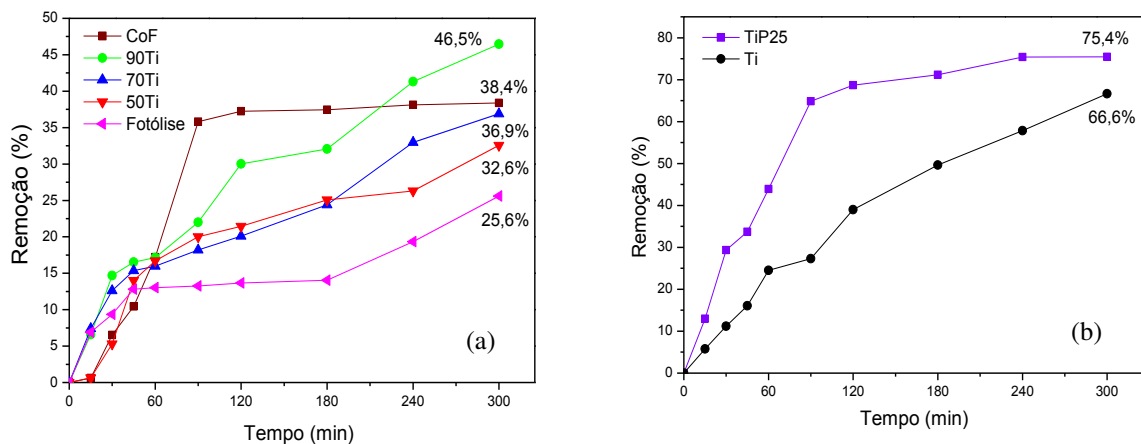 50
45
40
35
30
25
20
15
10
5
0
Remoção (%)
CoF
90Ti
70Ti
50Ti
Fotólise
46,5%
38,4%
36,9%
32,6%
25,6%
(a)
0 60 120 180 240 300
Tempo (min)
80
70
60
50
40
30
20
10
0
Remoção (%)
TiP25
Ti
75,4%
66,6%
(b)
0 60 120 180 240 300
Tempo (min)